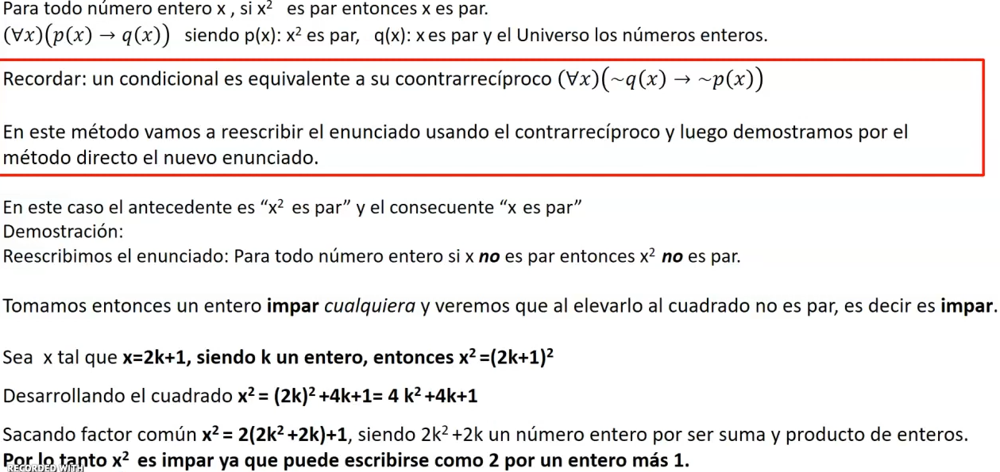 Para todo número entero x , si x² es par entonces x es par.
(∀x)(p(x) → q(x)) siendo p(x): x² es par, q(x): x es par y el Universo los números enteros.
Recordar: un condicional es equivalente a su coontrarrecíproco (∀x)(~q(x) → ~p(x))
En este método vamos a reescribir el enunciado usando el contrarrecíproco y luego demostramos por el
método directo el nuevo enunciado.
En este caso el antecedente es “x² es par” y el consecuente “x es par”
Demostración:
Reescribimos el enunciado: Para todo número entero si x no es par entonces x² no es par.
Tomamos entonces un entero impar cualquiera y veremos que al elevarlo al cuadrado no es par, es decir es impar.
Sea x tal que x=2k+1, siendo k un entero, entonces x²=(2k+1)²
Desarrollando el cuadrado x²= (2k)²+4k+1= 4 k²+4k+1
Sacando factor común x²= 2(2k²+2k)+1, siendo 2k²+2k un número entero por ser suma y producto de enteros.
Por lo tanto x² es impar ya que puede escribirse como 2 por un entero más 1.
RECORDED WITH